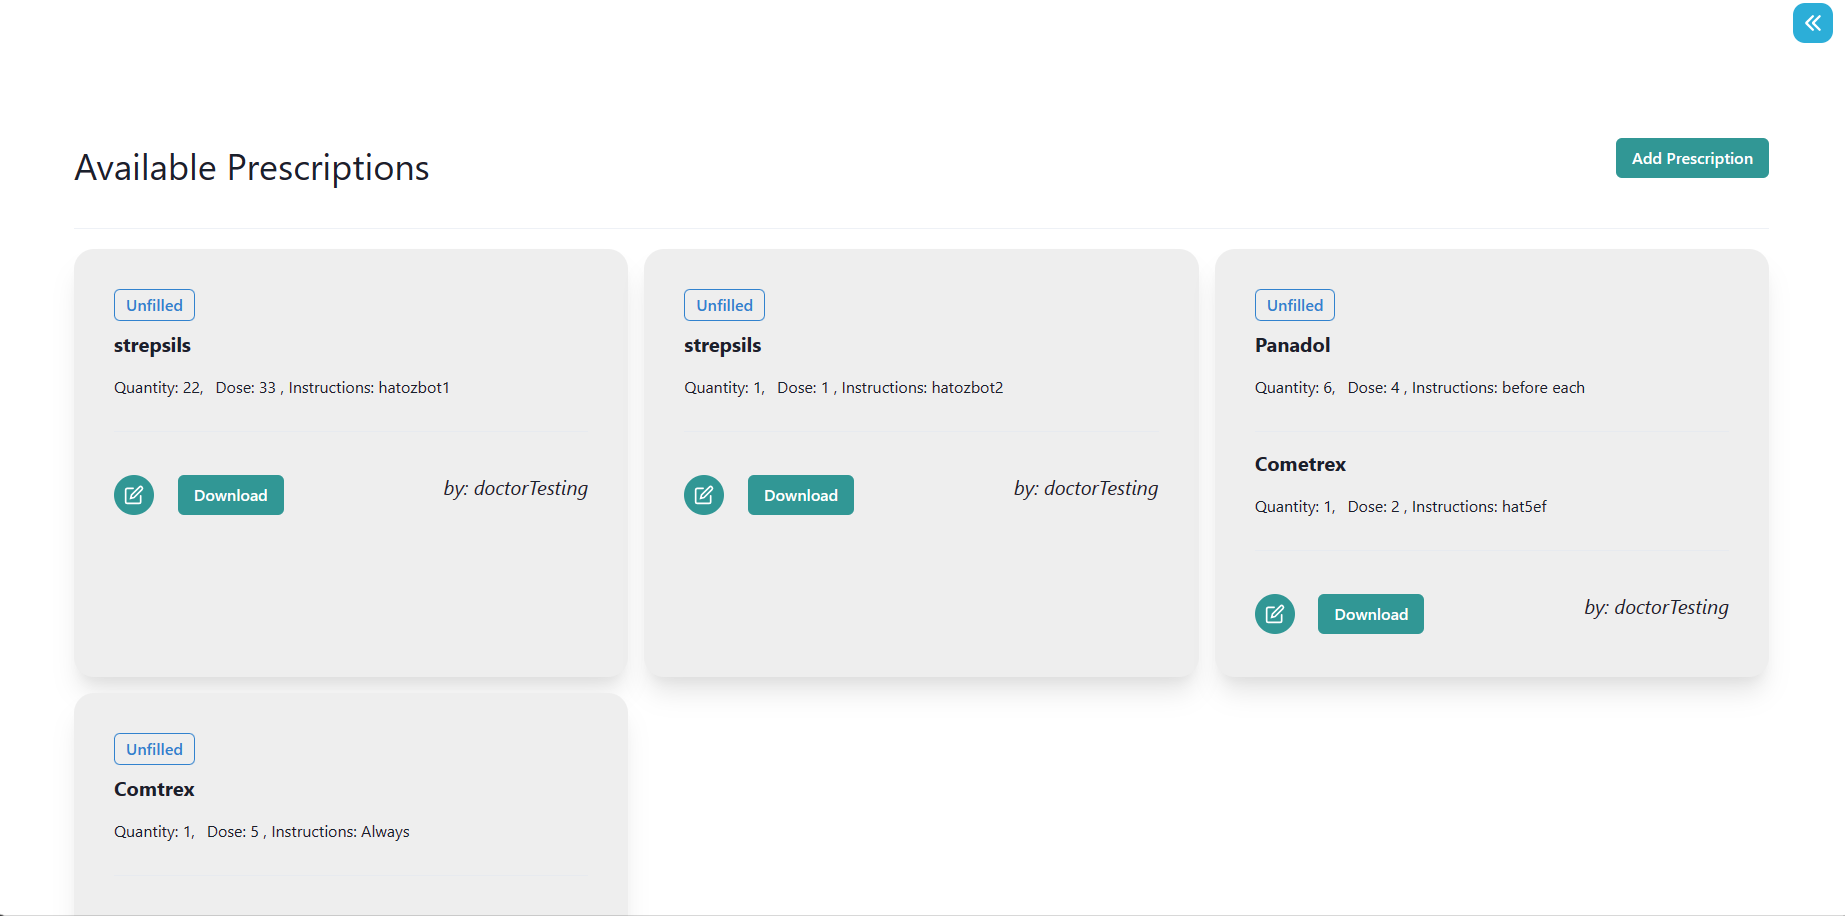 Available Prescriptions
Add Prescription
Unfilled
strepsils
Quantity: 22, Dose: 33 , Instructions: hatozbot1
Download
by: doctorTesting
Unfilled
strepsils
Quantity: 1, Dose: 1 , Instructions: hatozbot2
Download
by: doctorTesting
Unfilled
Panadol
Quantity: 6, Dose: 4 , Instructions: before each
Cometrex
Quantity: 1, Dose: 2 , Instructions: hat5ef
Download
by: doctorTesting
Unfilled
Comtrex
Quantity: 1, Dose: 5 , Instructions: Always